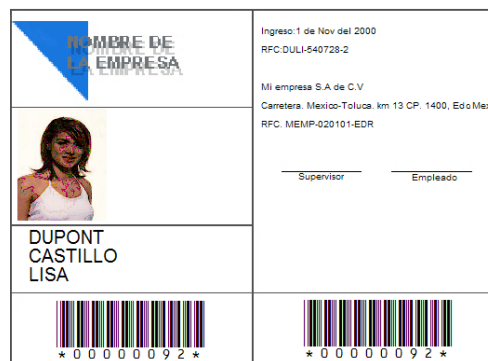 NOMBRE DE
LA EMPRESA
DUPONT
CASTILLO
LISA
*00000092*
Ingreso:1 de Nov del 2000
RFC:DULI-540728-2
Mi empresa S.A de C.V
Carretera. Mexico-Toluca. km 13 CP. 1400, Edo Mex
RFC. MEMP-020101-EDR
Supervisor Empleado
*00000092*